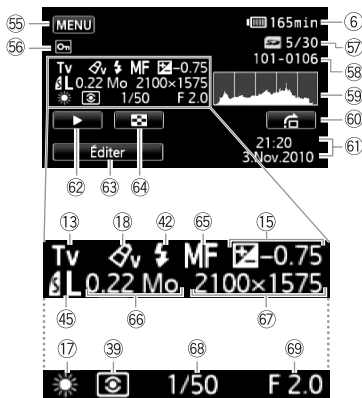 55 MENU 165min 6
56 5/30 57
101-0106 58
Tv v MF -0.75
L 0.22 Mo 2100×1575 59
1/50 F 2.0
60
21:20 61
Éditer 3.Nov.2010
62 63 64
13 18 42 65 15
Tv v MF -0.75
L 0.22 Mo 2100×1575
45 66 67
17 39 68 69
1/50 F 2.0